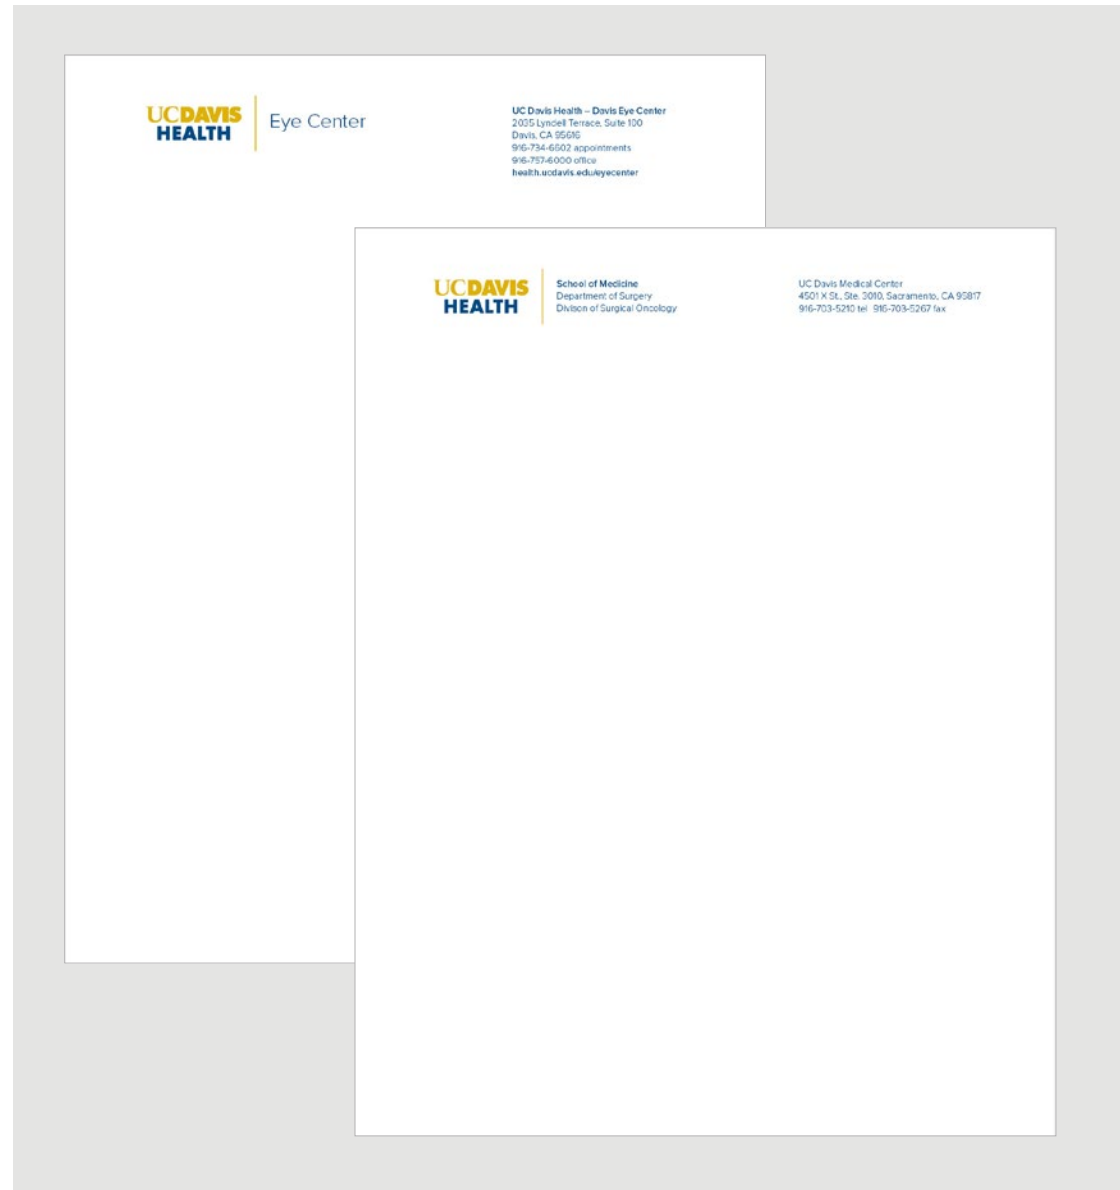 UCDAVIS
HEALTH
Eye Center
UC Davis Health – Davis Eye Center
2035 Lyndell Terrace, Suite 100
Davis, CA 95616
916-734-6602 appointments
916-757-6000 office
health.ucdavis.edu/eyecenter
UCDAVIS
HEALTH
School of Medicine
Department of Surgery
Divison of Surgical Oncology
UC Davis Medical Center
4501 X St., Ste. 3010, Sacramento, CA 95817
916-703-5210 tel 916-703-5267 fax